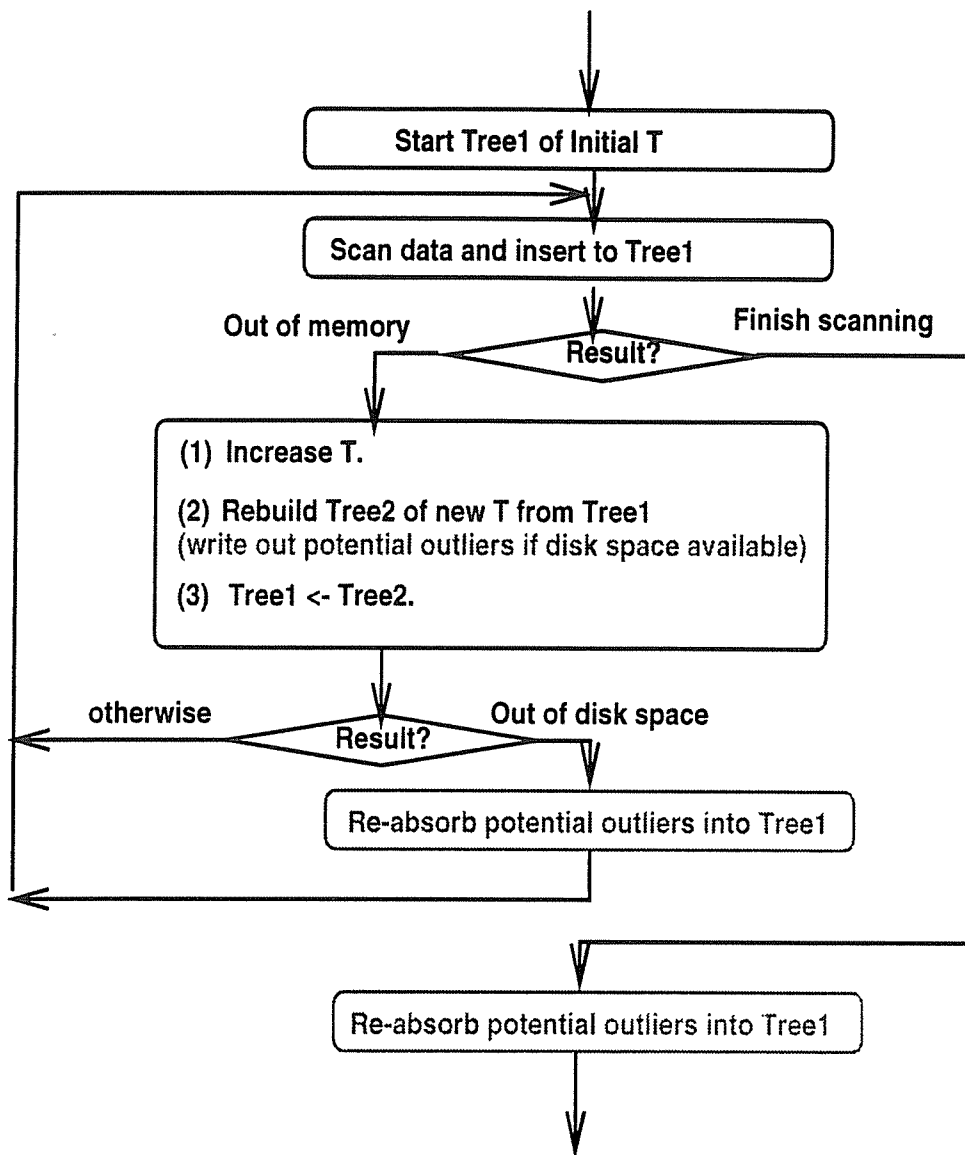 Start Tree1 of Initial T
Scan data and insert to Tree1
Out of memory
Result?
Finish scanning
(1) Increase T.
(2) Rebuild Tree2 of new T from Tree1
(write out potential outliers if disk space available)
(3) Tree1 <- Tree2.
otherwise
Result?
Out of disk space
Re-absorb potential outliers into Tree1
Re-absorb potential outliers into Tree1